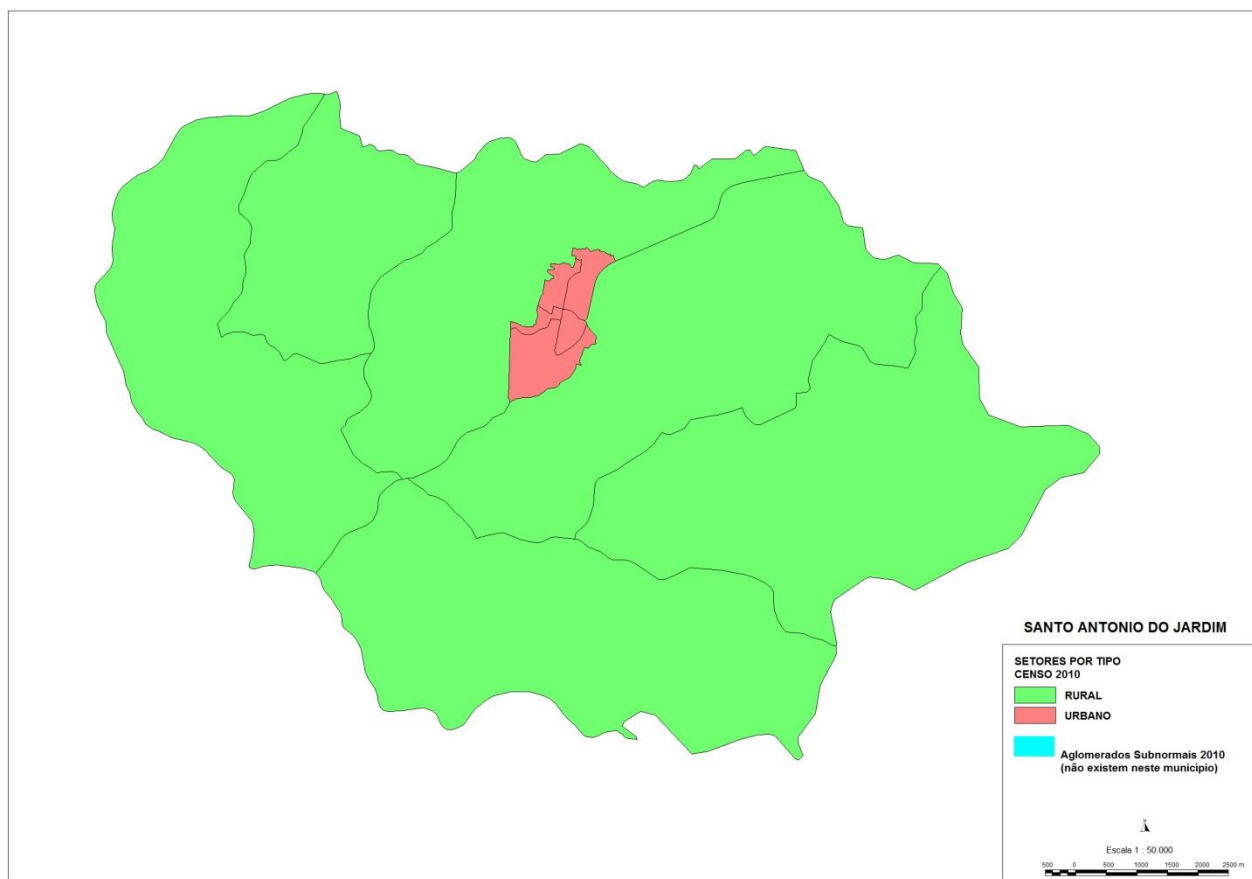 SANTO ANTONIO DO JARDIM
SETORES POR TIPO
CENSO 2010
RURAL
URBANO
Aglomerados Subnormais 2010
(não existem neste município)
Escala 1 : 50.000
500 0 500 1000 1500 2000 2500 m